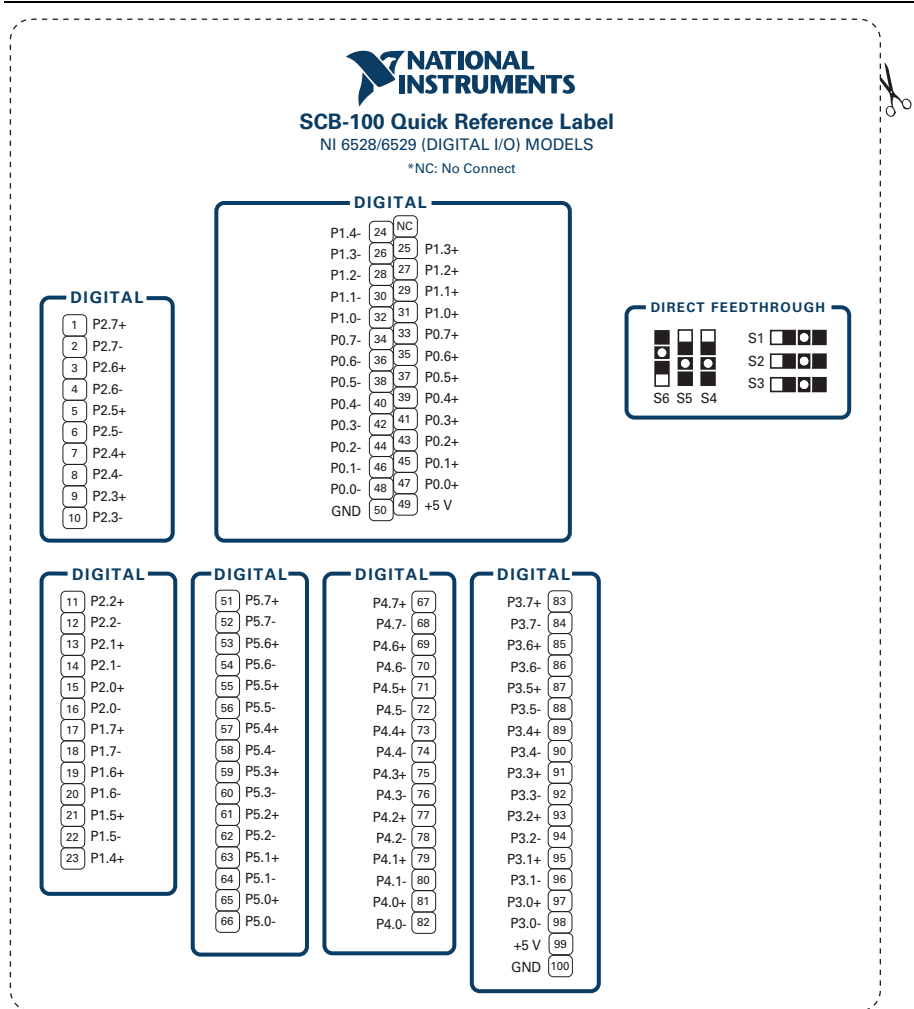 NATIONAL
INSTRUMENTS
SCB-100 Quick Reference Label
NI 6528/6529 (DIGITAL I/O) MODELS
*NC: No Connect
DIGITAL
P1.4- 24 NC
P1.3- 26 25 P1.3+
P1.2- 28 27 P1.2+
P1.1- 30 29 P1.1+
P1.0- 32 31 P1.0+
P0.7- 34 33 P0.7+
P0.6- 36 35 P0.6+
P0.5- 38 37 P0.5+
P0.4- 40 39 P0.4+
P0.3- 42 41 P0.3+
P0.2- 44 43 P0.2+
P0.1- 46 45 P0.1+
P0.0- 48 47 P0.0+
GND 50 49 +5 V
DIGITAL
1 P2.7+
2 P2.7-
3 P2.6+
4 P2.6-
5 P2.5+
6 P2.5-
7 P2.4+
8 P2.4-
9 P2.3+
10 P2.3-
DIRECT FEEDTHROUGH
S1
S2
S3
S6 S5 S4
DIGITAL
11 P2.2+
12 P2.2-
13 P2.1+
14 P2.1-
15 P2.0+
16 P2.0-
17 P1.7+
18 P1.7-
19 P1.6+
20 P1.6-
21 P1.5+
22 P1.5-
23 P1.4+
DIGITAL
51 P5.7+
52 P5.7-
53 P5.6+
54 P5.6-
55 P5.5+
56 P5.5-
57 P5.4+
58 P5.4-
59 P5.3+
60 P5.3-
61 P5.2+
62 P5.2-
63 P5.1+
64 P5.1-
65 P5.0+
66 P5.0-
DIGITAL
P4.7+ 67
P4.7- 68
P4.6+ 69
P4.6- 70
P4.5+ 71
P4.5- 72
P4.4+ 73
P4.4- 74
P4.3+ 75
P4.3- 76
P4.2+ 77
P4.2- 78
P4.1+ 79
P4.1- 80
P4.0+ 81
P4.0- 82
DIGITAL
P3.7+ 83
P3.7- 84
P3.6+ 85
P3.6- 86
P3.5+ 87
P3.5- 88
P3.4+ 89
P3.4- 90
P3.3+ 91
P3.3- 92
P3.2+ 93
P3.2- 94
P3.1+ 95
P3.1- 96
P3.0+ 97
P3.0- 98
+5 V 99
GND 100